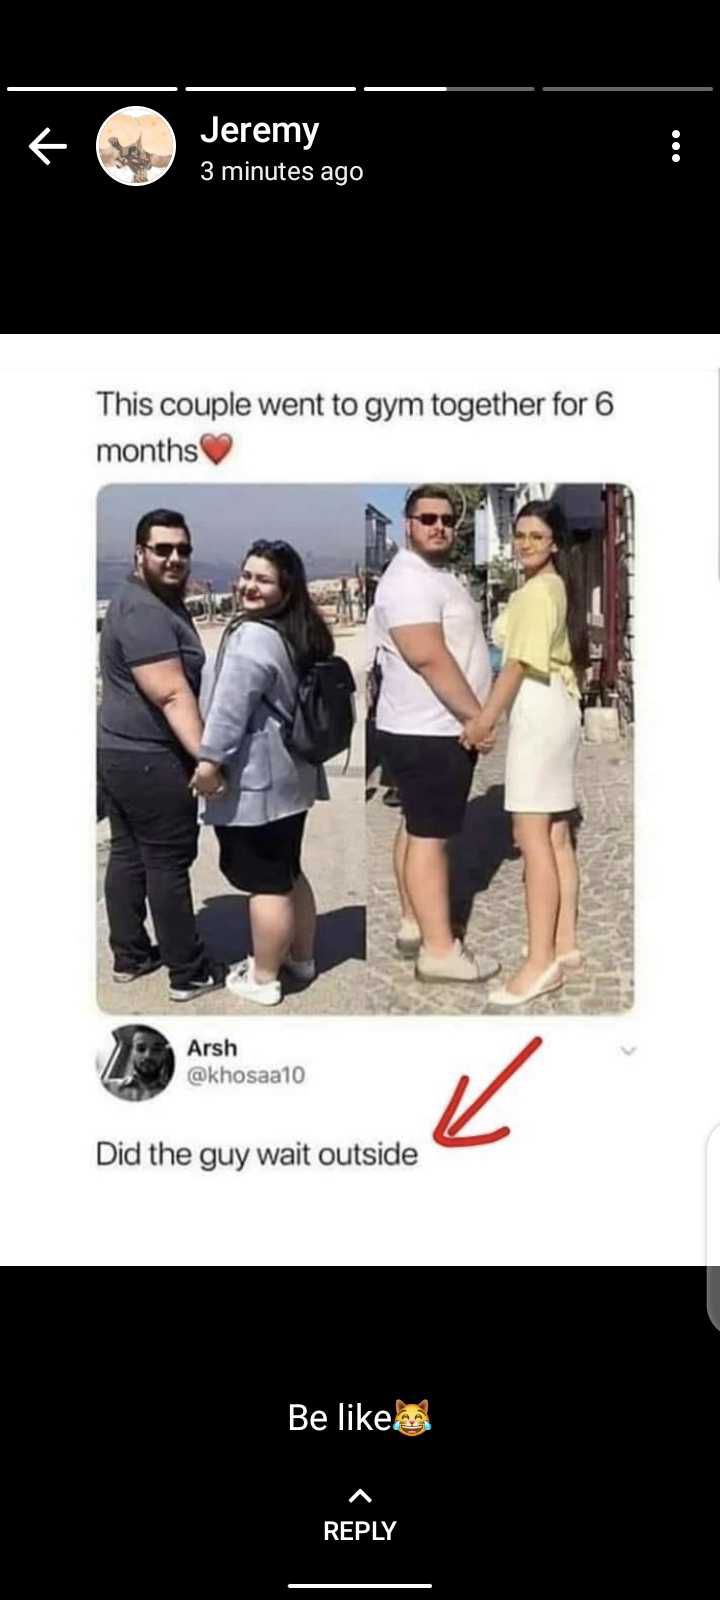 Jeremy
3 minutes ago
This couple went to gym together for 6
months❤️
Arsh
@khosaa10
Did the guy wait outside
Be like😹
REPLY